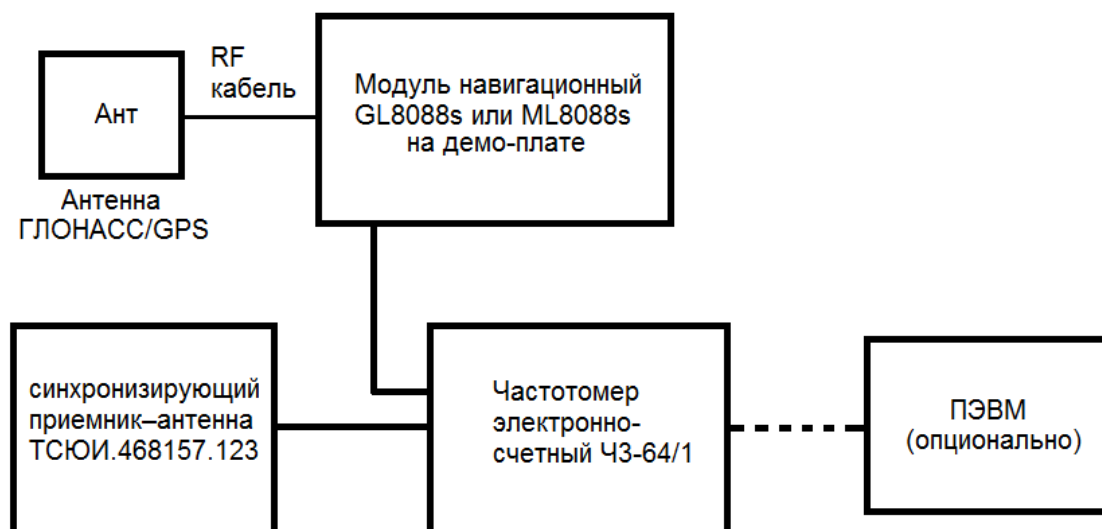 Ант
Антенна
ГЛОНАСС/GPS
RF
кабель
Модуль навигационный
GL8088s или ML8088s
на демо-плате
синхронизирующий
приемник–антенна
ТСЮИ.468157.123
Частотомер
электронно-
счетный Ч3-64/1
ПЭВМ
(опционально)